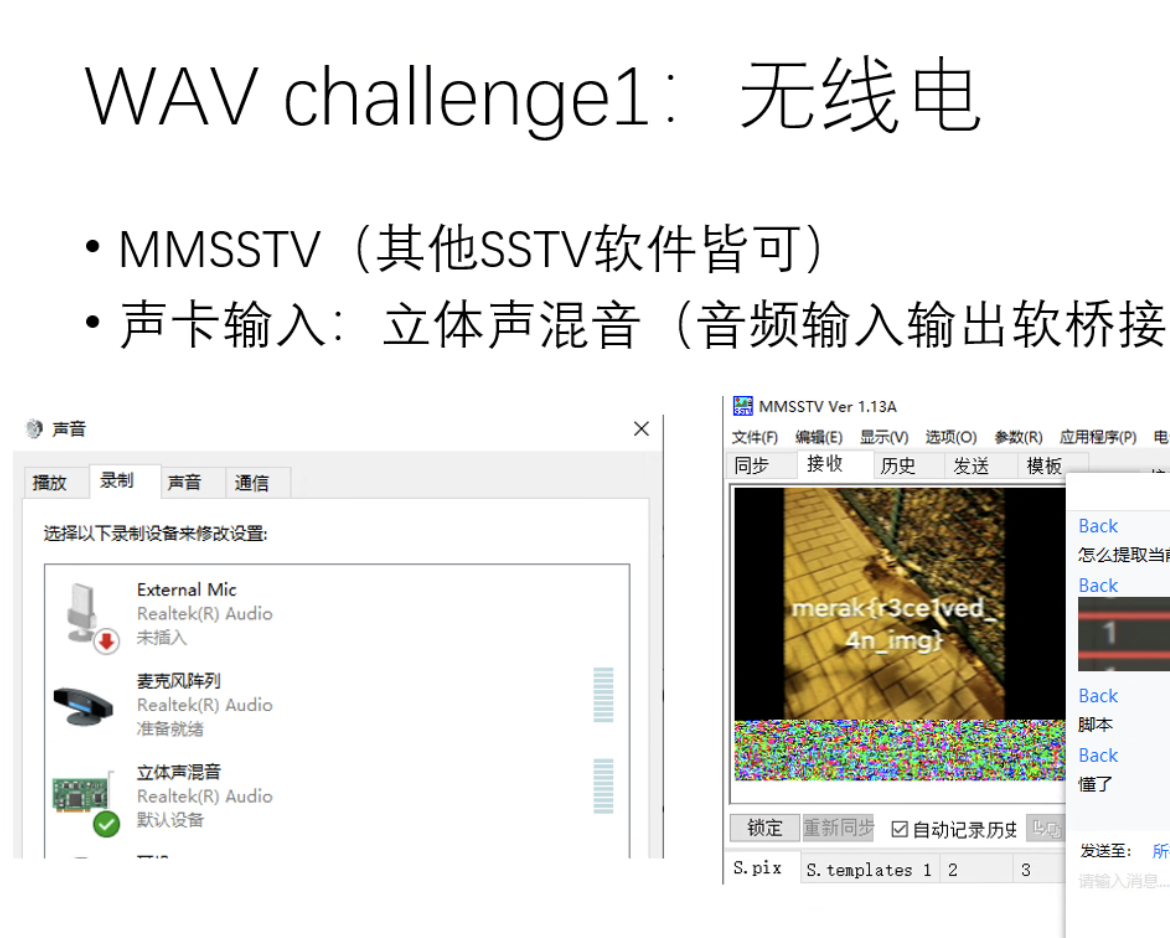 WAV challenge1： 无线电
• MMSSTV（其他SSTV软件皆可）
• 声卡输入： 立体声混音（音频输入输出软桥接
声音
播放 录制 声音 通信
选择以下录制设备来修改设置:
External Mic
Realtek(R) Audio
未插入
麦克风阵列
Realtek(R) Audio
准备就绪
立体声混音
Realtek(R) Audio
默认设备
MMSSTV Ver 1.13A
文件(F) 编辑(E) 显示(V) 选项(O) 参数(R) 应用程序(P) 电
同步 接收 历史 发送 模板
merak{r3ce1ved_
4n_img}
锁定 重新同步 自动记录历史
S.pix S.templates 1 2 3
Back
怎么提取当前
Back
1
Back
脚本
Back
懂了
发送至: 所
请输入消息...